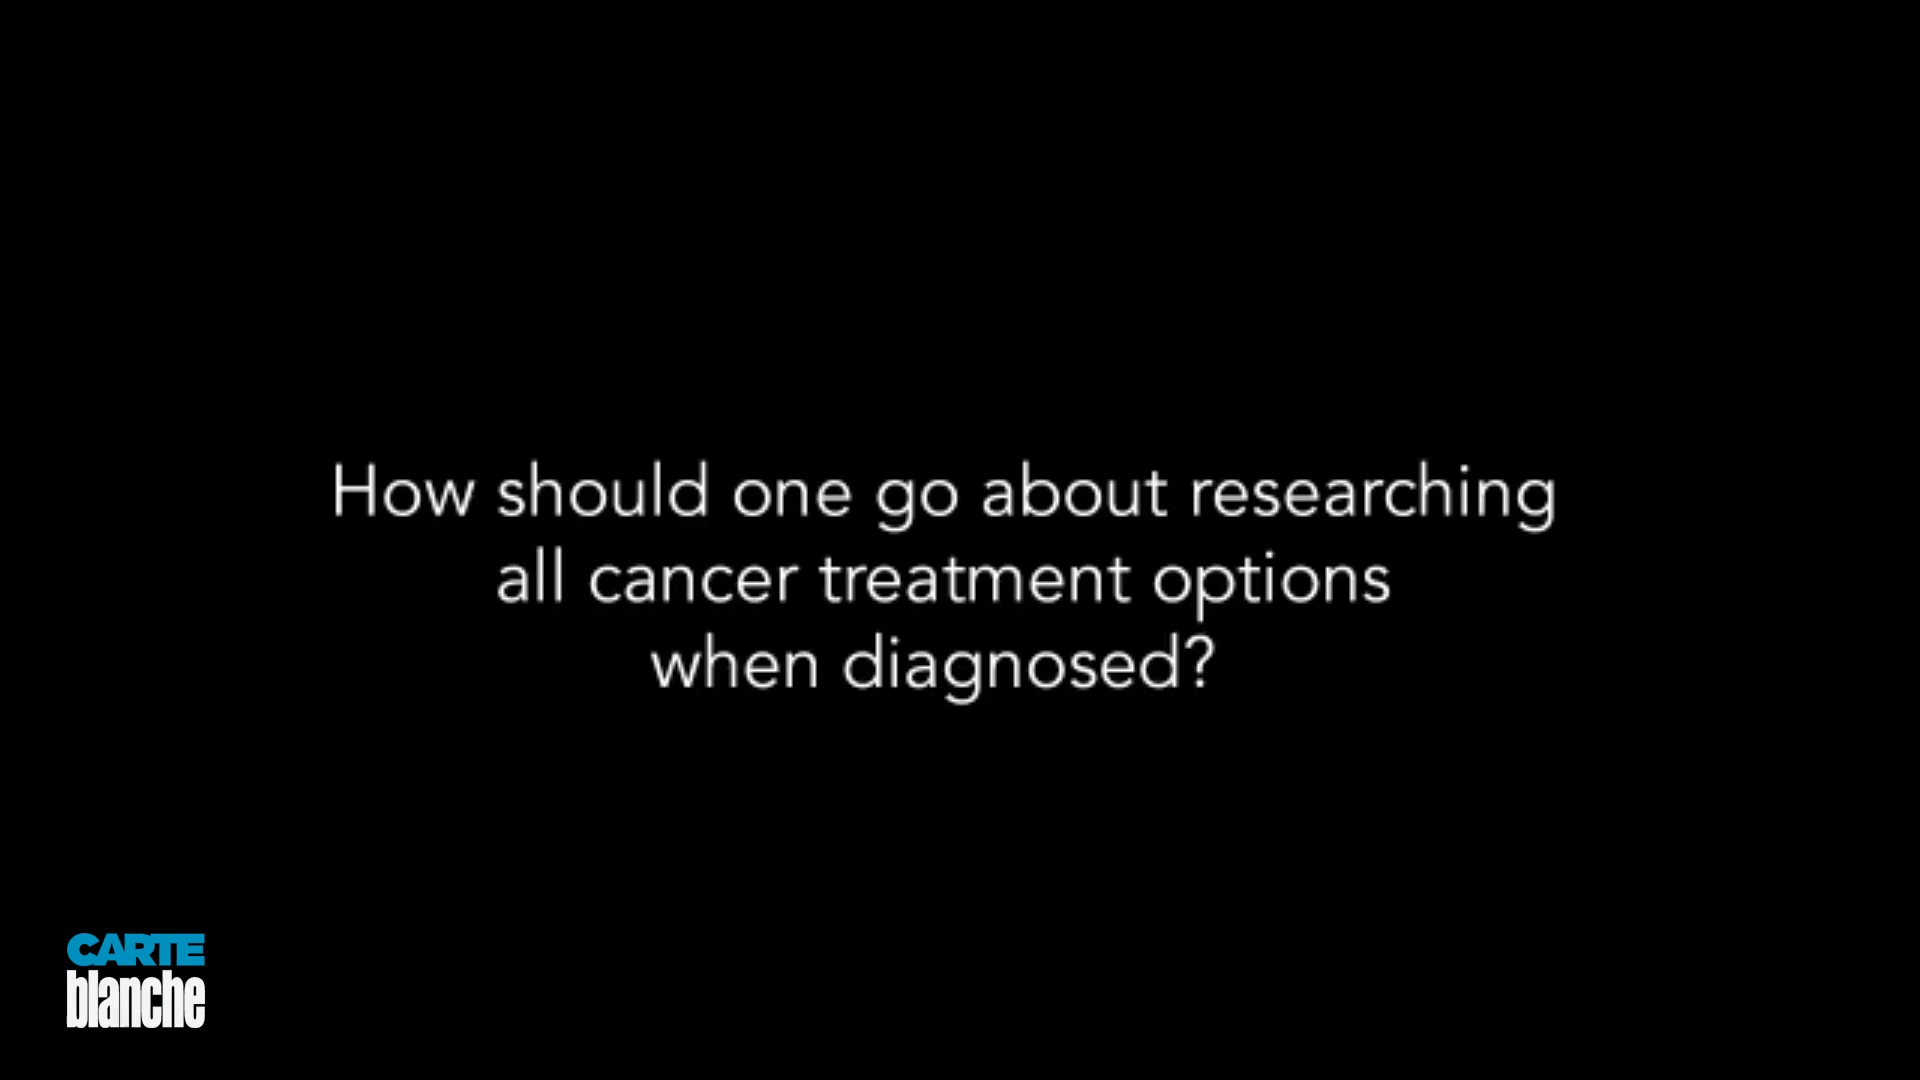 How should one go about researching
all cancer treatment options
when diagnosed?
CARTE
blanche